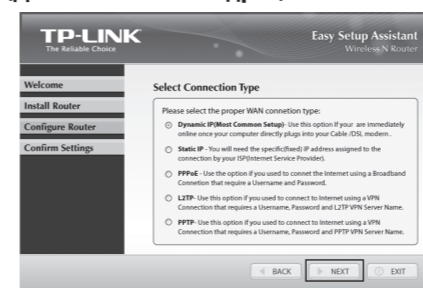 TP-LINK
The Reliable Choice
Easy Setup Assistant
Wireless N Router
Welcome
Install Router
Configure Router
Confirm Settings
Select Connection Type
Please select the proper WAN connetion type:
Dynamic IP(Most Common Setup)- Use this option If your are immediately
online once your computer directly plugs into your Cable /DSL modem .
Static IP - You will need the specific(fixed) IP address assigned to the
connection by your ISP(Internet Service Provider).
PPPoE - Use the option if you used to connet the Internet using a Broadband
Connetion that require a Username and Password.
L2TP- Use this option if you used to connect to Internet using a VPN
Connection that requires a Username, Password and L2TP VPN Server Name.
PPTP- Use this option if you used to connect to Internet using a VPN
Connection that requires a Username, Password and PPTP VPN Server Name.
BACK NEXT EXIT